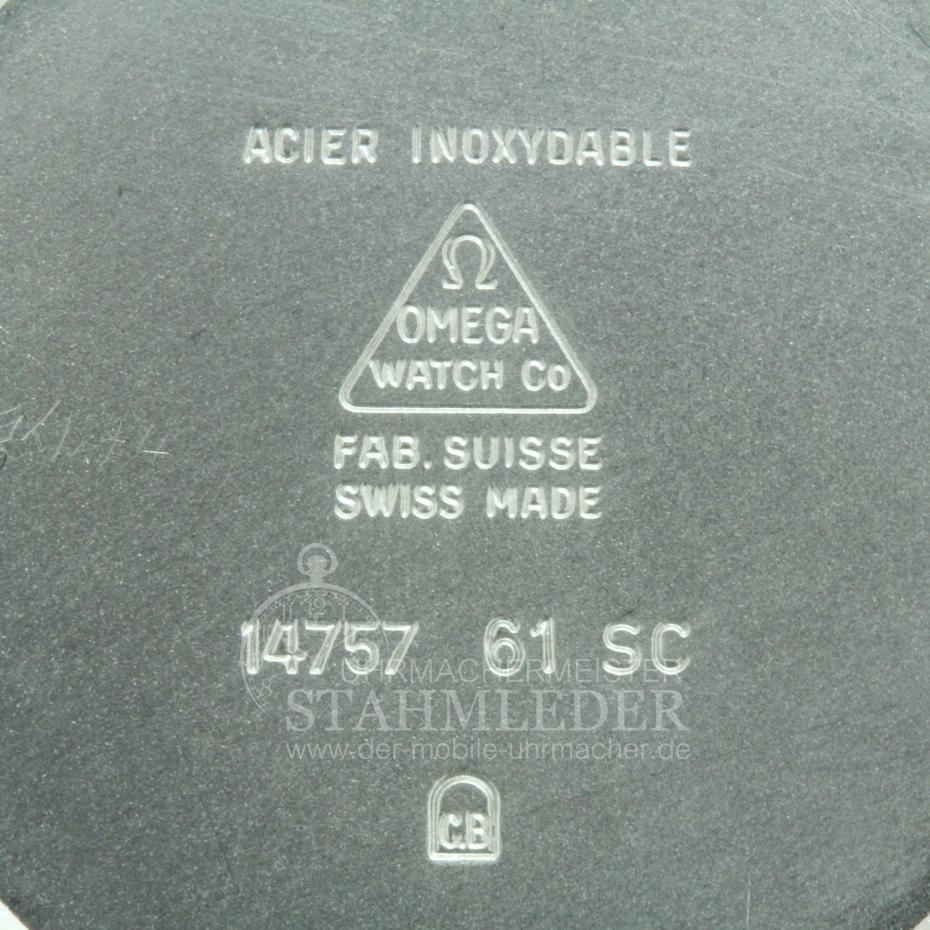 ACIER INOXYDABLE
Ω
OMEGA
WATCH Co
FAB. SUISSE
SWISS MADE
14757 61 SC
UHRMACHERMEISTER
STAHMLEDER
www.der-mobile-uhrmacher.de
C.B